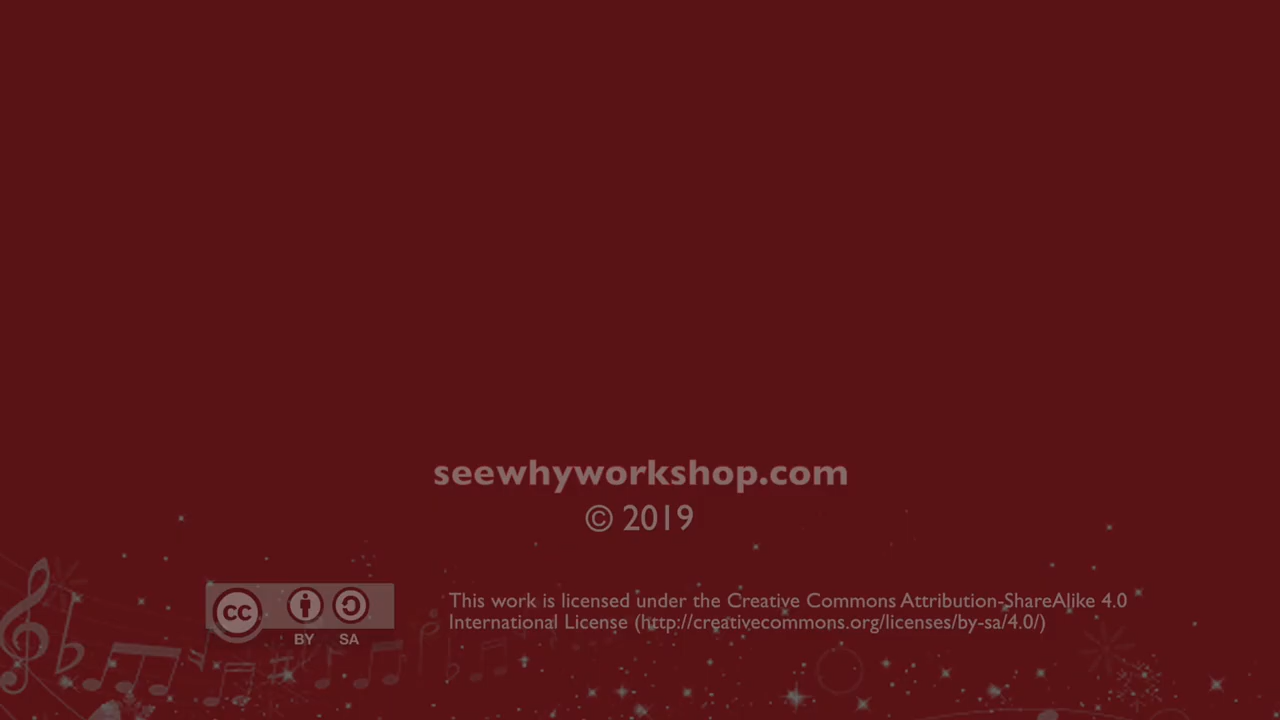 seewhyworkshop.com
© 2019
cc BY SA
This work is licensed under the Creative Commons Attribution-ShareAlike 4.0
International License (http://creativecommons.org/licenses/by-sa/4.0/)